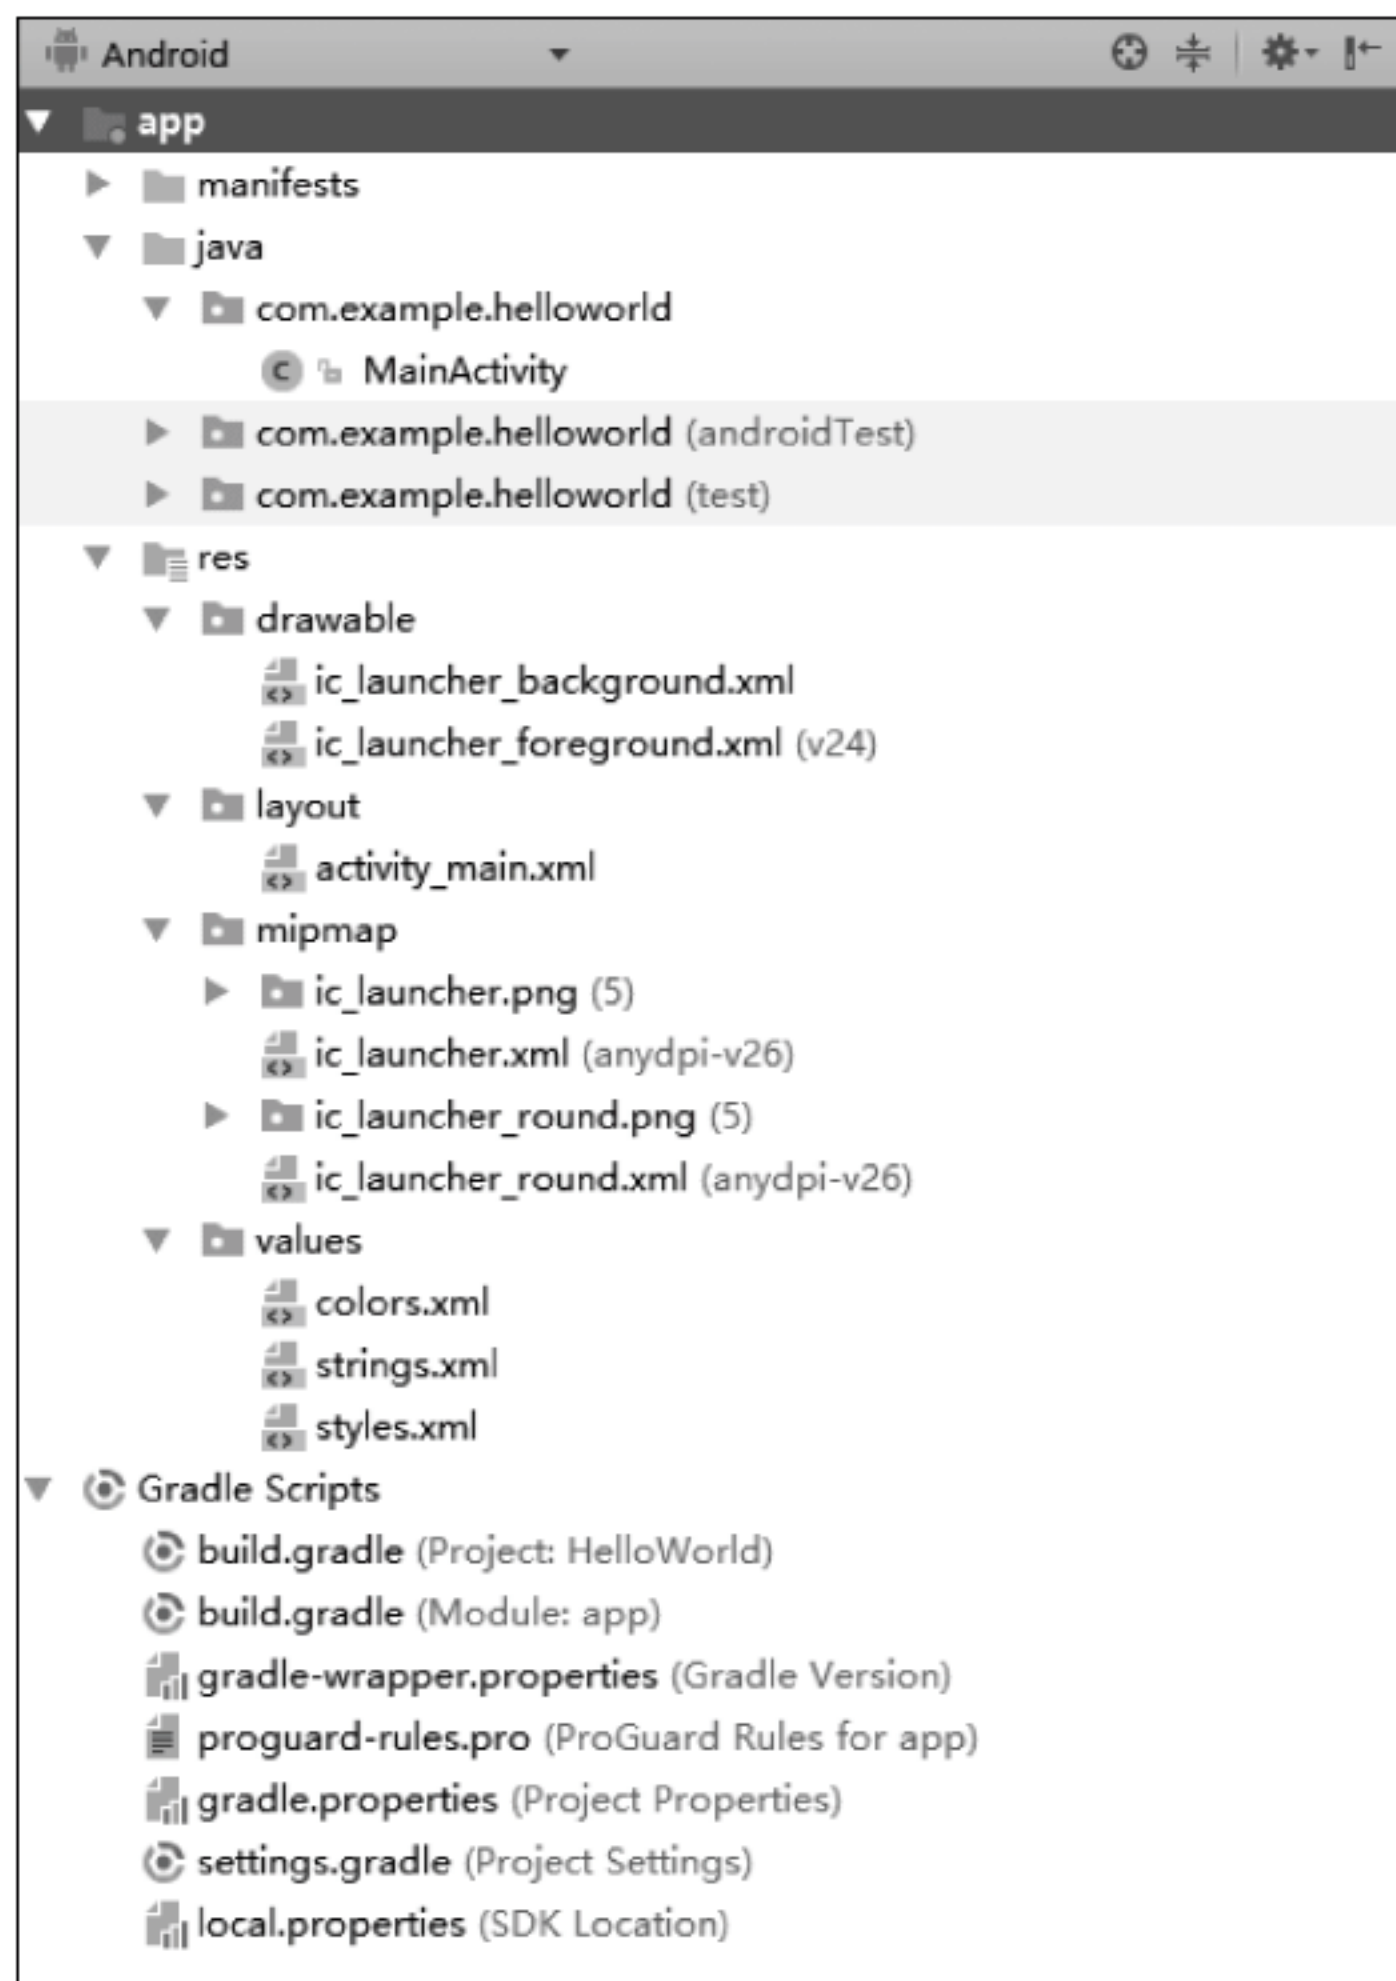 Android
app
manifests
java
com.example.helloworld
C MainActivity
com.example.helloworld (androidTest)
com.example.helloworld (test)
res
drawable
ic_launcher_background.xml
ic_launcher_foreground.xml (v24)
layout
activity_main.xml
mipmap
ic_launcher.png (5)
ic_launcher.xml (anydpi-v26)
ic_launcher_round.png (5)
ic_launcher_round.xml (anydpi-v26)
values
colors.xml
strings.xml
styles.xml
Gradle Scripts
build.gradle (Project: HelloWorld)
build.gradle (Module: app)
gradle-wrapper.properties (Gradle Version)
proguard-rules.pro (ProGuard Rules for app)
gradle.properties (Project Properties)
settings.gradle (Project Settings)
local.properties (SDK Location)